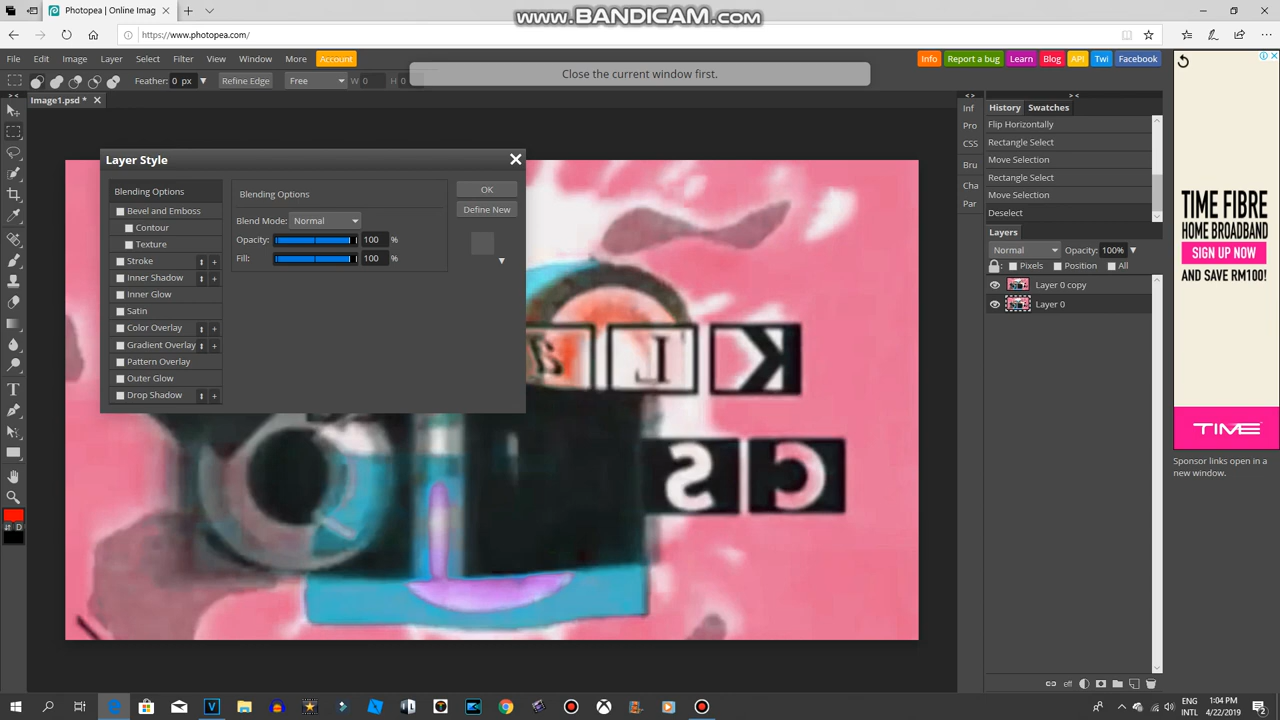 Photopea | Online Imag
www.BANDICAM.com
https://www.photopea.com/
File Edit Image Layer Select Filter View Window More Account
Info Report a bug Learn Blog API Twi Facebook
Close the current window first.
Feather: 0 px Refine Edge Free W: 0 H: 0
Image1.psd *
Layer Style
Blending Options
Bevel and Emboss
Contour
Texture
Stroke
Inner Shadow
Inner Glow
Satin
Color Overlay
Gradient Overlay
Pattern Overlay
Outer Glow
Drop Shadow
Blending Options
Blend Mode: Normal
Opacity: 100 %
Fill: 100 %
OK
Define New
K
C S
Inf
Pro
CSS
Bru
Cha
Par
History Swatches
Flip Horizontally
Rectangle Select
Move Selection
Rectangle Select
Move Selection
Deselect
Layers
Normal Opacity: 100%
Pixels Position All
Layer 0 copy
Layer 0
eff
TIME FIBRE
HOME BROADBAND
SIGN UP NOW
AND SAVE RM100!
TIME
Sponsor links open in a
new window.
ENG
INTL
1:04 PM
4/22/2019